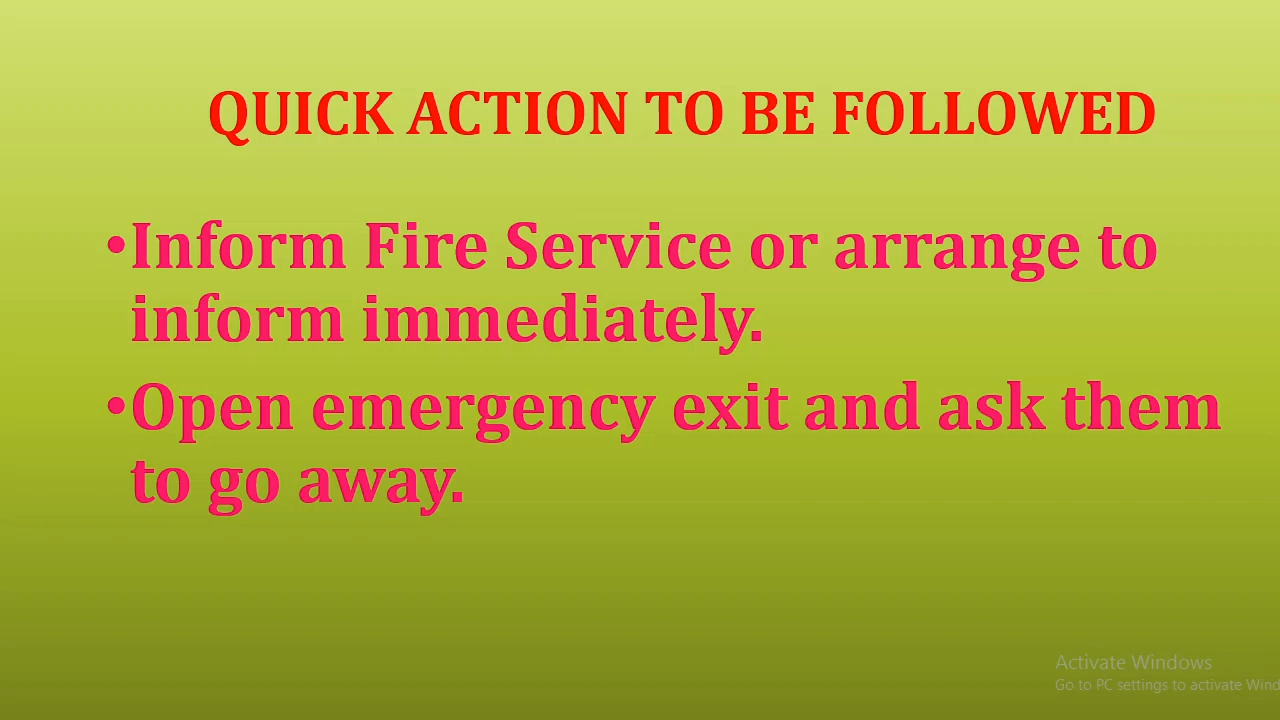 QUICK ACTION TO BE FOLLOWED
•Inform Fire Service or arrange to
inform immediately.
•Open emergency exit and ask them
to go away.
Activate Windows
Go to PC settings to activate Wind